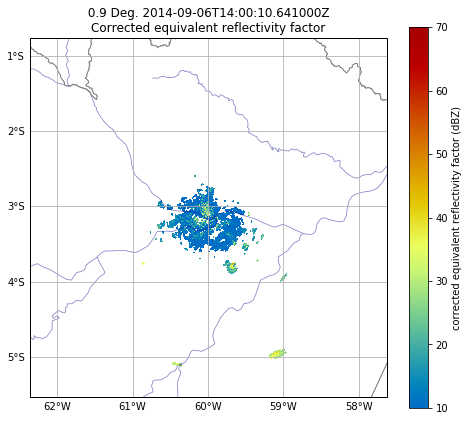 0.9 Deg. 2014-09-06T14:00:10.641000Z
Corrected equivalent reflectivity factor
1°S
2°S
3°S
4°S
5°S
62°W 61°W 60°W 59°W 58°W
70
60
50
40
30
20
10
corrected equivalent reflectivity factor (dBZ)